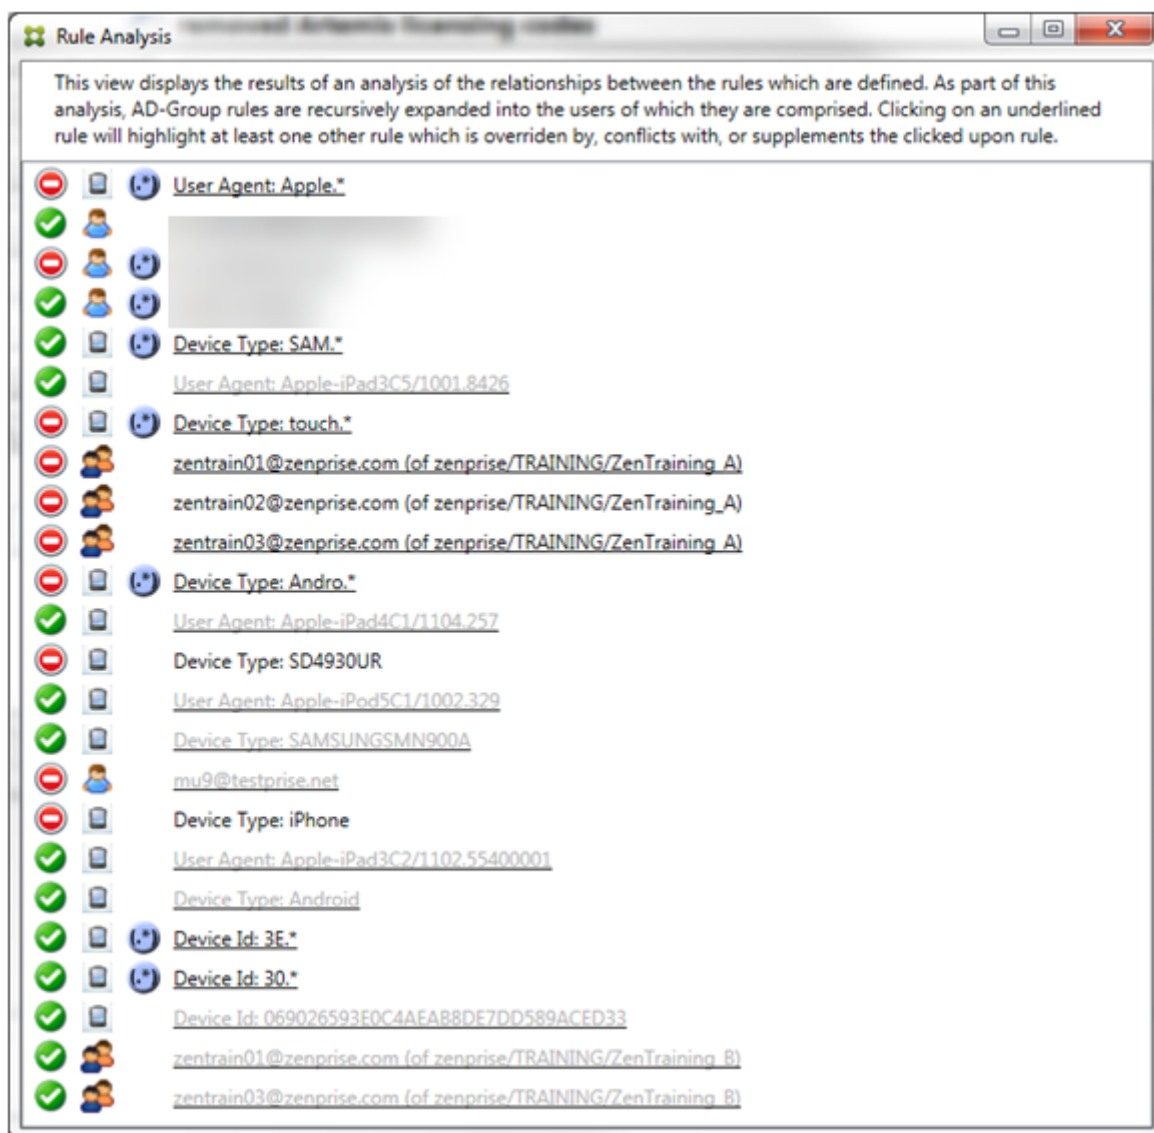 removed Artemis licensing codes
Rule Analysis
This view displays the results of an analysis of the relationships between the rules which are defined. As part of this
analysis, AD-Group rules are recursively expanded into the users of which they are comprised. Clicking on an underlined
rule will highlight at least one other rule which is overriden by, conflicts with, or supplements the clicked upon rule.
(.*) User Agent: Apple.*
(.*)
(.*)
(.*) Device Type: SAM.*
User Agent: Apple-iPad3C5/1001.8426
(.*) Device Type: touch.*
zentrain01@zenprise.com (of zenprise/TRAINING/ZenTraining_A)
zentrain02@zenprise.com (of zenprise/TRAINING/ZenTraining_A)
zentrain03@zenprise.com (of zenprise/TRAINING/ZenTraining_A)
(.*) Device Type: Andro.*
User Agent: Apple-iPad4C1/1104.257
Device Type: SD4930UR
User Agent: Apple-iPod5C1/1002.329
Device Type: SAMSUNGSMN900A
mu9@testprise.net
Device Type: iPhone
User Agent: Apple-iPad3C2/1102.55400001
Device Type: Android
(.*) Device Id: 3E.*
(.*) Device Id: 30.*
Device Id: 069026593E0C4AEAB8DE7DD589ACED33
zentrain01@zenprise.com (of zenprise/TRAINING/ZenTraining_B)
zentrain03@zenprise.com (of zenprise/TRAINING/ZenTraining_B)